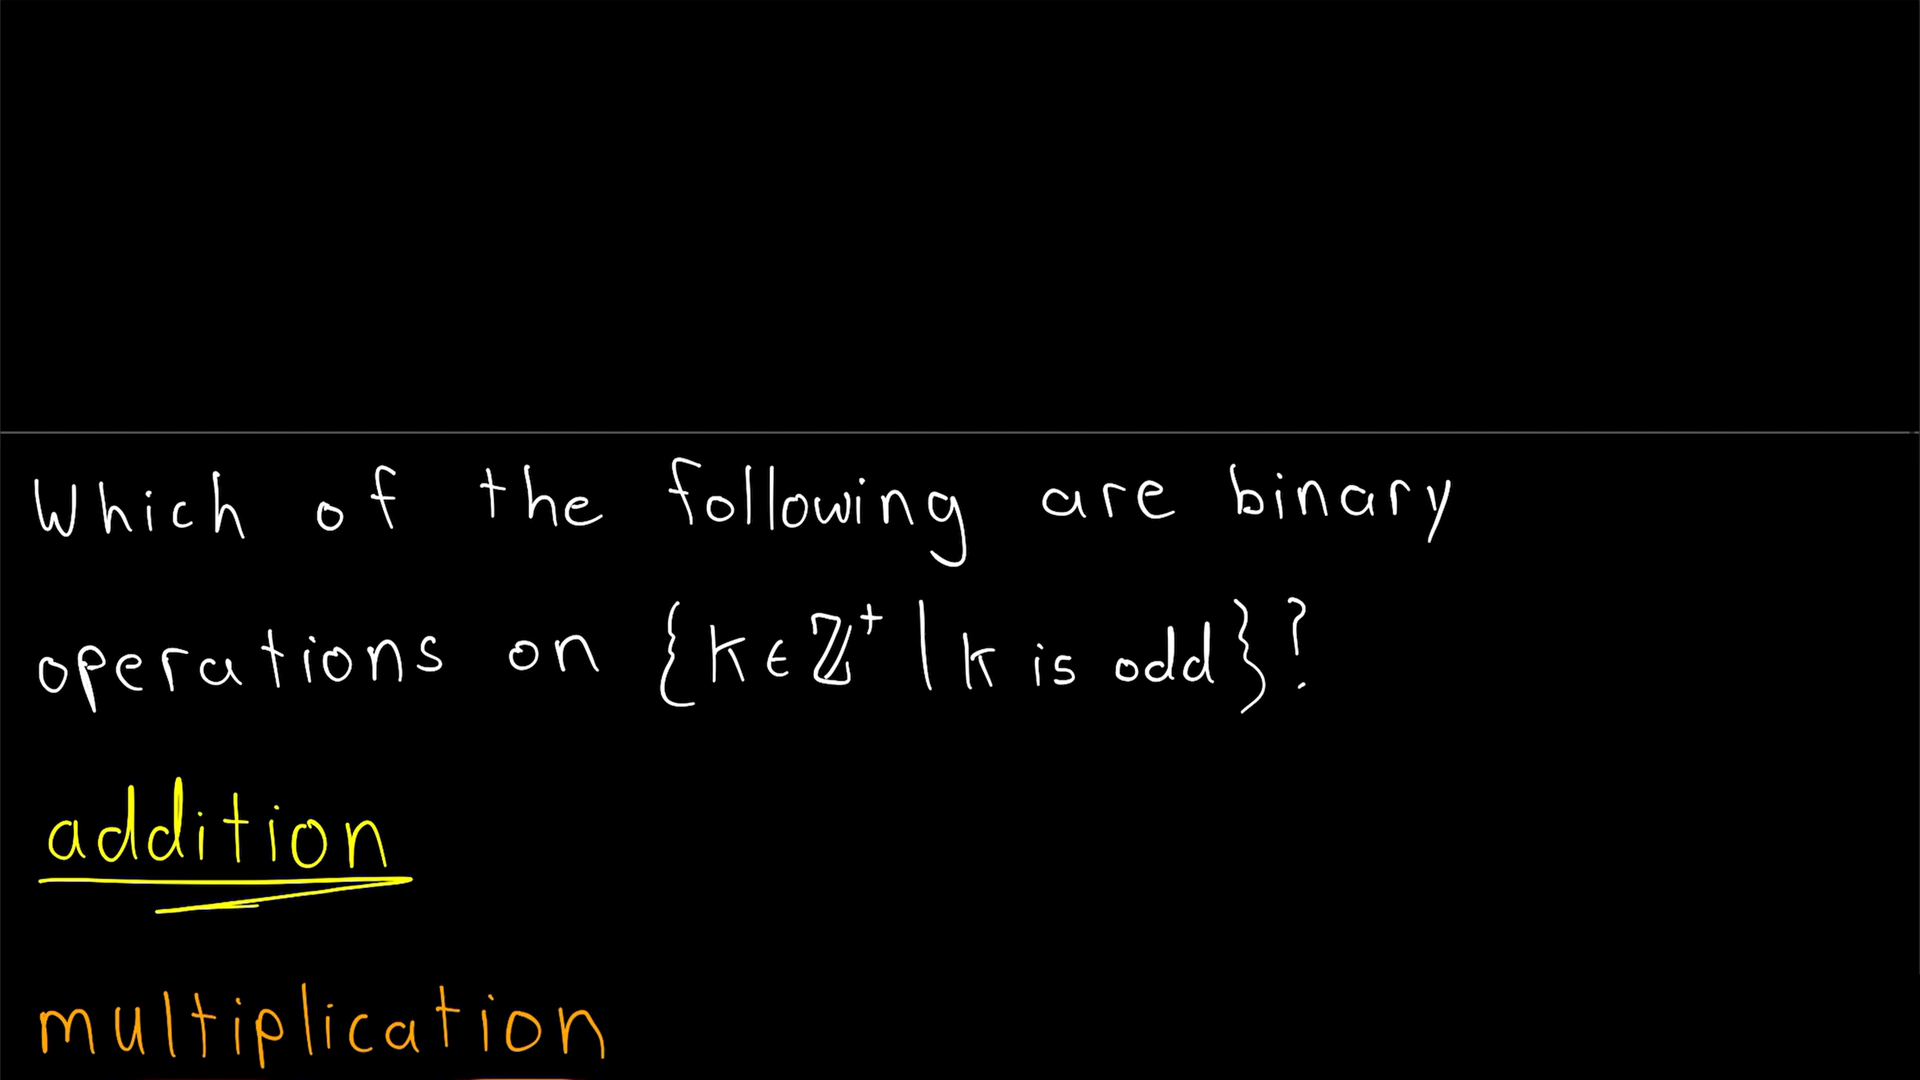 Which of the following are binary
operations on {k ∈ ℤ⁺ | k is odd}?
addition
multiplication